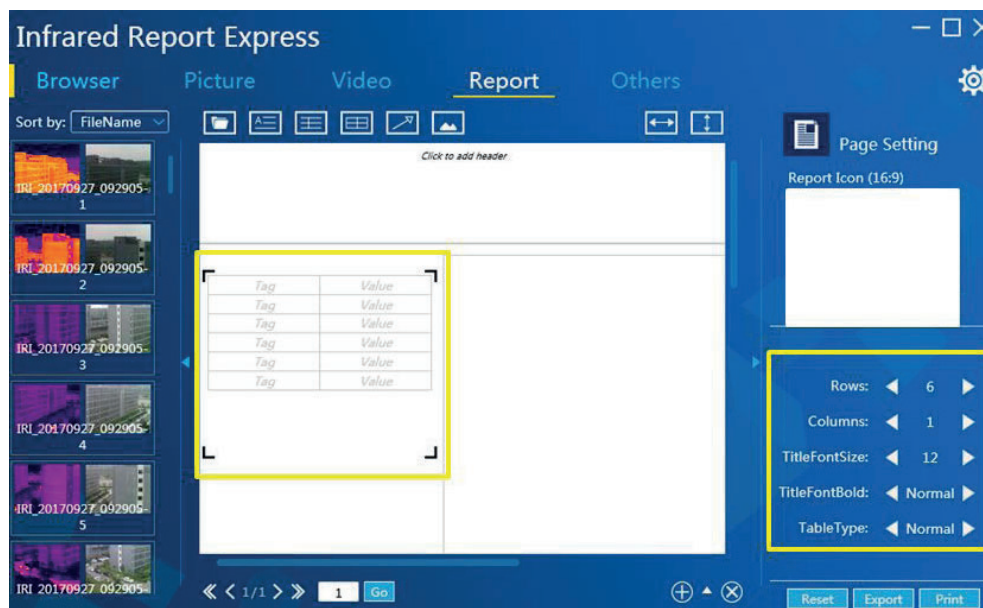 Infrared Report Express
Browser Picture Video Report Others
Sort by: FileName
IRI_20170927_092905-
1
IRI_20170927_092905-
2
IRI_20170927_092905-
3
IRI_20170927_092905-
4
IRI_20170927_092905-
5
IRI_20170927_092905-
Click to add header
Tag Value
Tag Value
Tag Value
Tag Value
Tag Value
Tag Value
1/1 1 Go
Page Setting
Report Icon (16:9)
Rows: 6
Columns: 1
TitleFontSize: 12
TitleFontBold: Normal
TableType: Normal
Reset Export Print